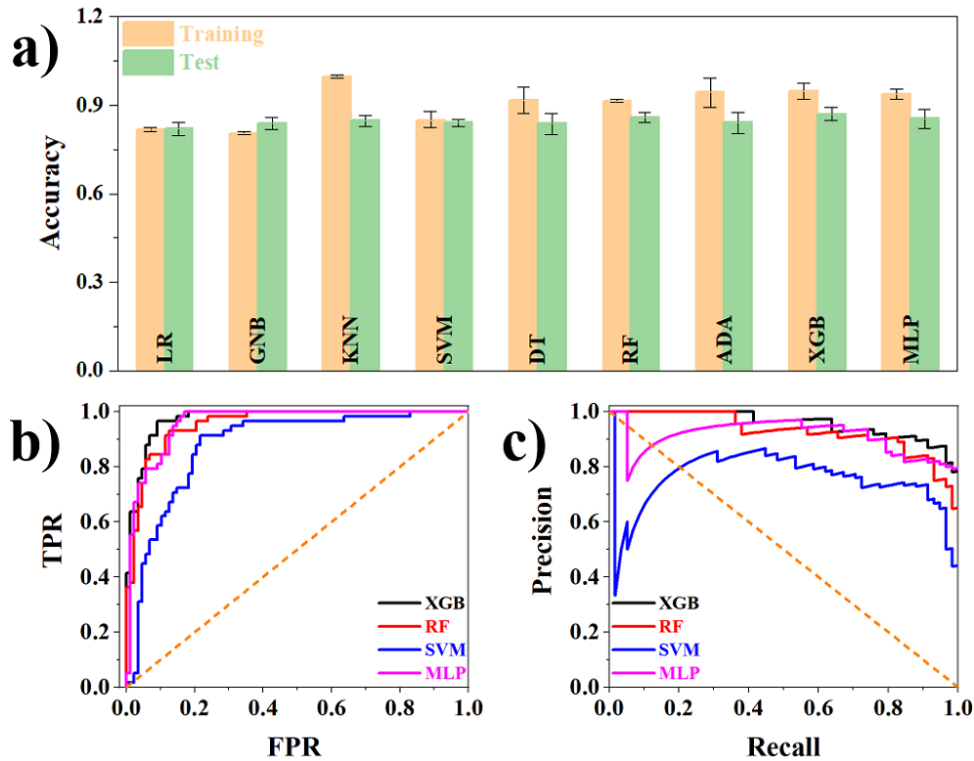 a)
Training
Test
Accuracy
1.2
0.9
0.6
0.3
0.0
LR
GNB
KNN
SVM
DT
RF
ADA
XGB
MLP
b)
TPR
1.0
0.8
0.6
0.4
0.2
0.0
XGB
RF
SVM
MLP
0.0 0.2 0.4 0.6 0.8 1.0
FPR
c)
Precision
1.0
0.8
0.6
0.4
0.2
0.0
XGB
RF
SVM
MLP
0.0 0.2 0.4 0.6 0.8 1.0
Recall